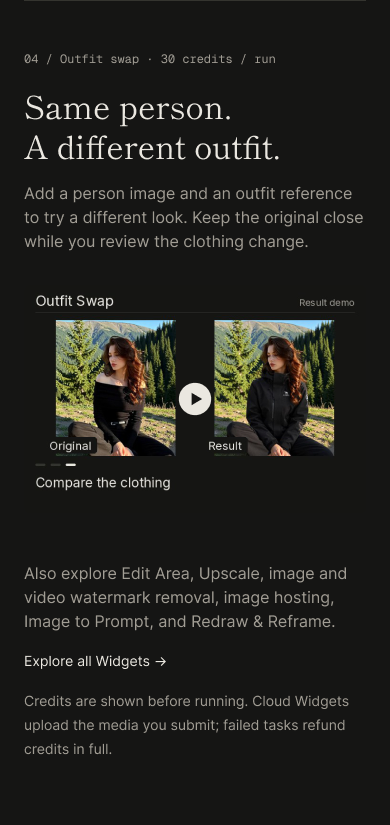 04 / Outfit swap · 30 credits / run
Same person.
A different outfit.
Add a person image and an outfit reference
to try a different look. Keep the original close
while you review the clothing change.
Outfit Swap
Result demo
Original
Result
Compare the clothing
Also explore Edit Area, Upscale, image and
video watermark removal, image hosting,
Image to Prompt, and Redraw & Reframe.
Explore all Widgets →
Credits are shown before running. Cloud Widgets
upload the media you submit; failed tasks refund
credits in full.